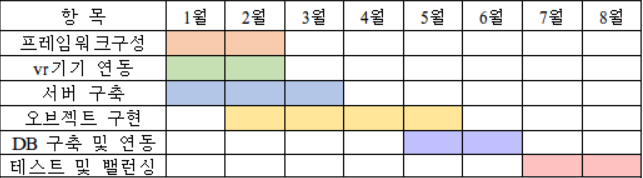 항 목 1월 2월 3월 4월 5월 6월 7월 8월
프레임워크구성
vr기기 연동
서버 구축
오브젝트 구현
DB 구축 및 연동
테스트 및 밸런싱